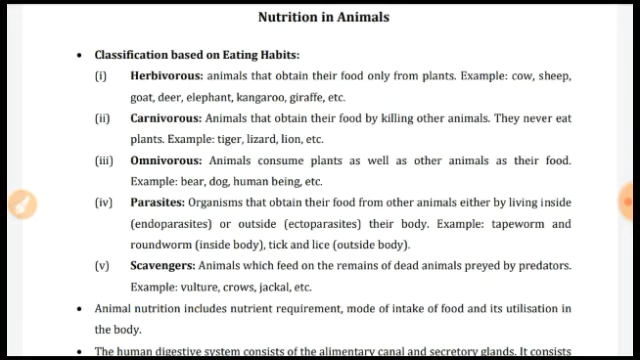 Nutrition in Animals
• Classification based on Eating Habits:
(i) Herbivorous: animals that obtain their food only from plants. Example: cow, sheep,
goat, deer, elephant, kangaroo, giraffe, etc.
(ii) Carnivorous: Animals that obtain their food by killing other animals. They never eat
plants. Example: tiger, lizard, lion, etc.
(iii) Omnivorous: Animals consume plants as well as other animals as their food.
Example: bear, dog, human being, etc.
(iv) Parasites: Organisms that obtain their food from other animals either by living inside
(endoparasites) or outside (ectoparasites) their body. Example: tapeworm and
roundworm (inside body), tick and lice (outside body).
(v) Scavengers: Animals which feed on the remains of dead animals preyed by predators.
Example: vulture, crows, jackal, etc.
• Animal nutrition includes nutrient requirement, mode of intake of food and its utilisation in
the body.
• The human digestive system consists of the alimentary canal and secretory glands. It consists